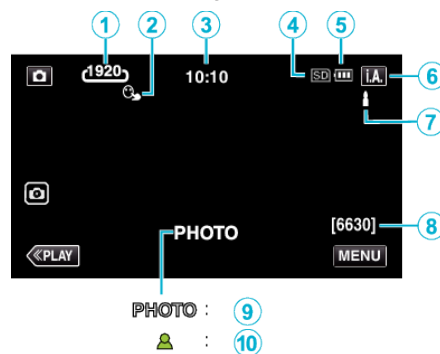 1 2 3 4 5
1920 10:10 SD i.A. 6
7
PHOTO [6630] 8
≪PLAY MENU
PHOTO : 9
: 10